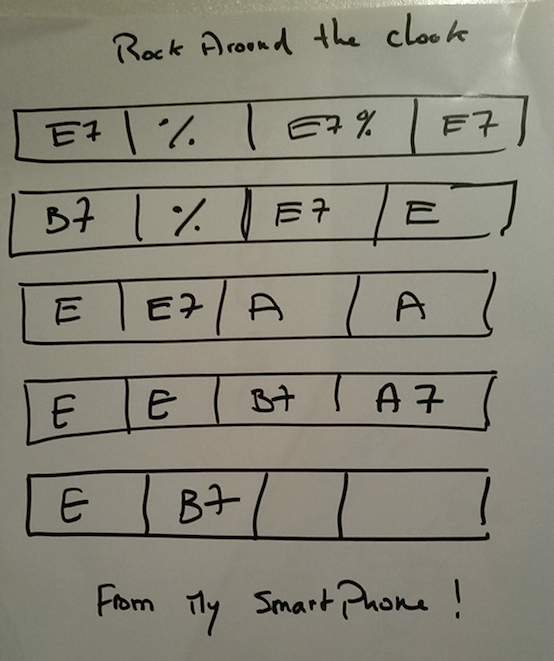 Rock Around the clock
E7 | % | E7 % | E7
B7 | % | E7 | E
E | E7 | A | A
E | E | B7 | A7
E | B7 | |
From My SmartPhone !